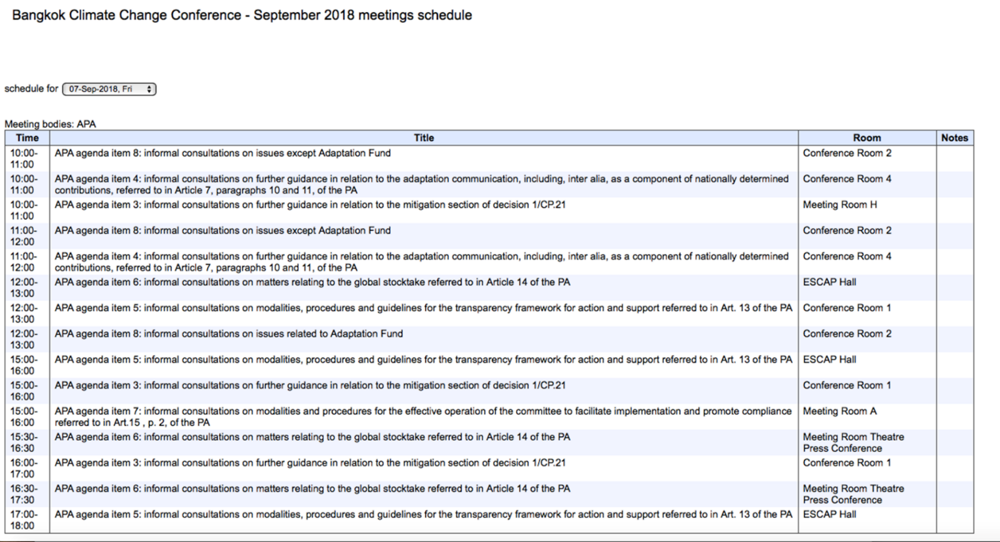 Bangkok Climate Change Conference - September 2018 meetings schedule
schedule for 07-Sep-2018, Fri
Meeting bodies: APA
Time Title Room Notes
10:00- APA agenda item 8: informal consultations on issues except Adaptation Fund Conference Room 2
11:00
10:00- APA agenda item 4: informal consultations on further guidance in relation to the adaptation communication, including, inter alia, as a component of nationally determined Conference Room 4
11:00 contributions, referred to in Article 7, paragraphs 10 and 11, of the PA
10:00- APA agenda item 3: informal consultations on further guidance in relation to the mitigation section of decision 1/CP.21 Meeting Room H
11:00
11:00- APA agenda item 8: informal consultations on issues except Adaptation Fund Conference Room 2
12:00
11:00- APA agenda item 4: informal consultations on further guidance in relation to the adaptation communication, including, inter alia, as a component of nationally determined Conference Room 4
12:00 contributions, referred to in Article 7, paragraphs 10 and 11, of the PA
12:00- APA agenda item 6: informal consultations on matters relating to the global stocktake referred to in Article 14 of the PA ESCAP Hall
13:00
12:00- APA agenda item 5: informal consultations on modalities, procedures and guidelines for the transparency framework for action and support referred to in Art. 13 of the PA Conference Room 1
13:00
12:00- APA agenda item 8: informal consultations on issues related to Adaptation Fund Conference Room 2
13:00
15:00- APA agenda item 5: informal consultations on modalities, procedures and guidelines for the transparency framework for action and support referred to in Art. 13 of the PA ESCAP Hall
16:00
15:00- APA agenda item 3: informal consultations on further guidance in relation to the mitigation section of decision 1/CP.21 Conference Room 1
16:00
15:00- APA agenda item 7: informal consultations on modalities and procedures for the effective operation of the committee to facilitate implementation and promote compliance Meeting Room A
16:00 referred to in Art.15 , p. 2, of the PA
15:30- APA agenda item 6: informal consultations on matters relating to the global stocktake referred to in Article 14 of the PA Meeting Room Theatre
16:30 Press Conference
16:00- APA agenda item 3: informal consultations on further guidance in relation to the mitigation section of decision 1/CP.21 Conference Room 1
17:00
16:30- APA agenda item 6: informal consultations on matters relating to the global stocktake referred to in Article 14 of the PA Meeting Room Theatre
17:30 Press Conference
17:00- APA agenda item 5: informal consultations on modalities, procedures and guidelines for the transparency framework for action and support referred to in Art. 13 of the PA ESCAP Hall
18:00